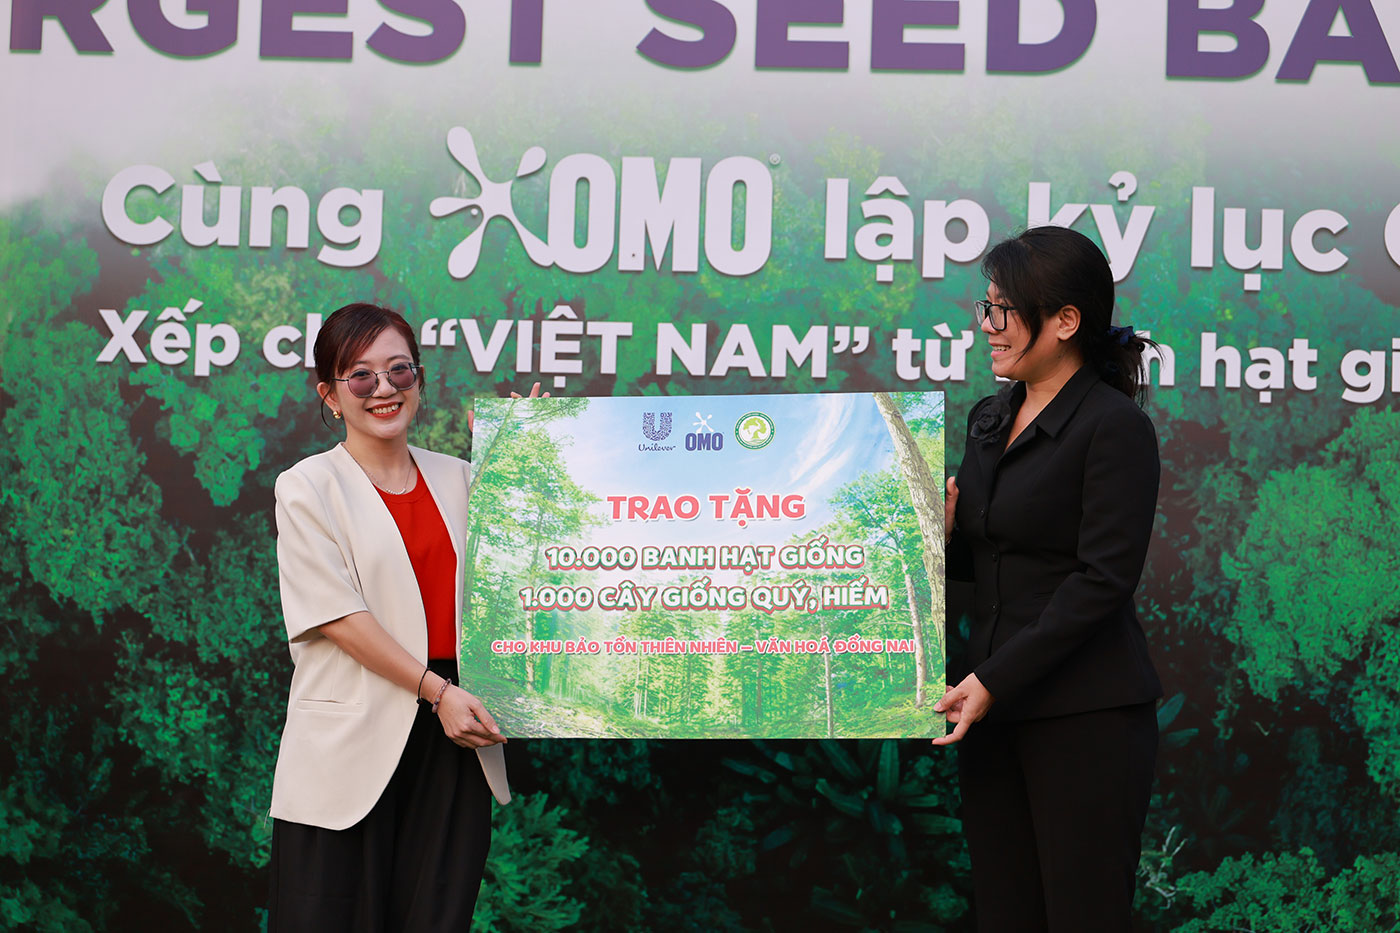 RGEST SEED BA
Cùng OMO® lập kỷ lục
Xếp "VIỆT NAM" từ hạt
Unilever OMO
TRAO TẶNG
10.000 BANH HẠT GIỐNG
1.000 CÂY GIỐNG QUÝ, HIẾM
CHO KHU BẢO TỒN THIÊN NHIÊN – VĂN HOÁ ĐỒNG NAI